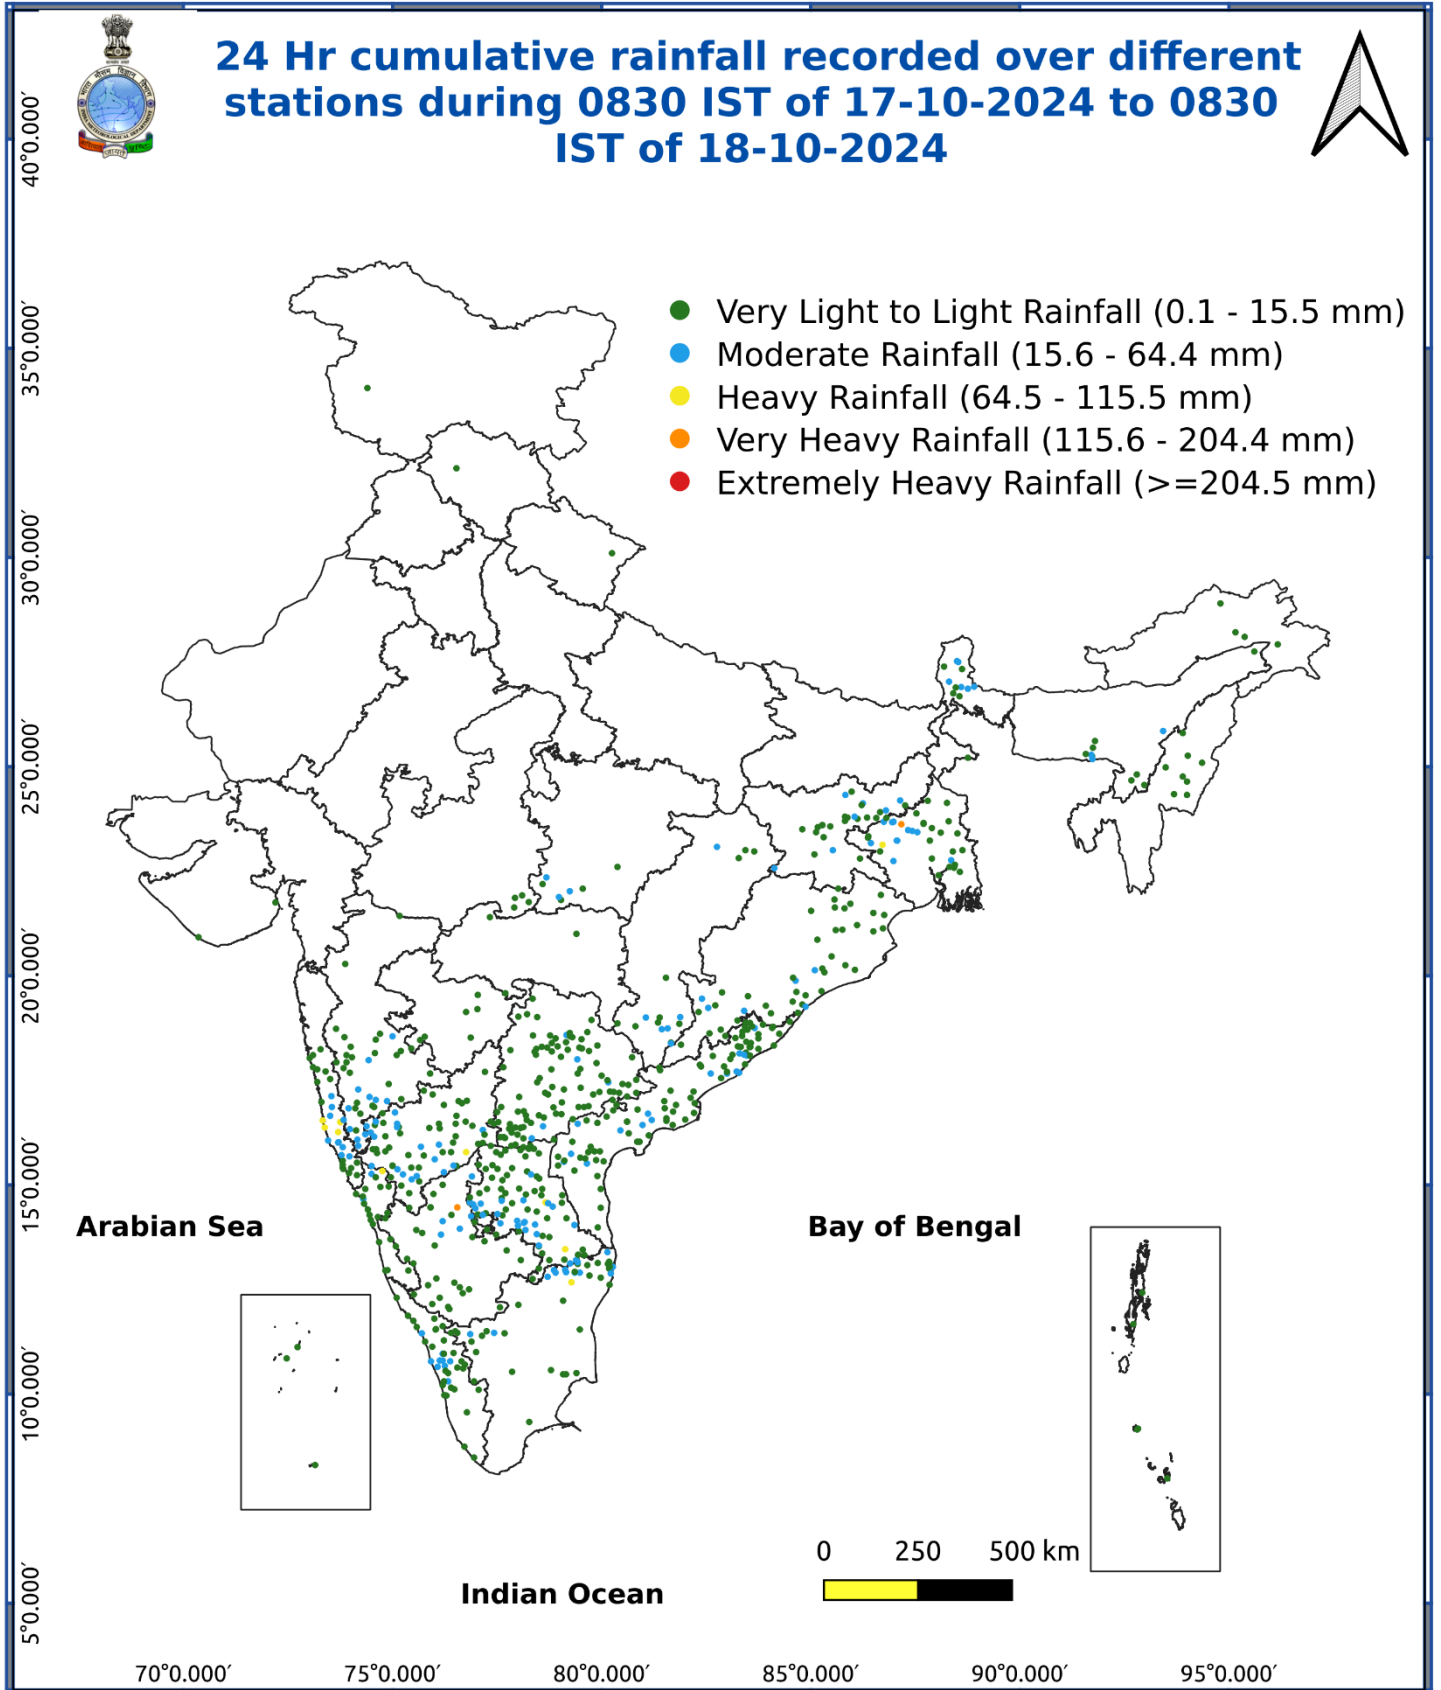 24 Hr cumulative rainfall recorded over different
stations during 0830 IST of 17-10-2024 to 0830
IST of 18-10-2024
Very Light to Light Rainfall (0.1 - 15.5 mm)
Moderate Rainfall (15.6 - 64.4 mm)
Heavy Rainfall (64.5 - 115.5 mm)
Very Heavy Rainfall (115.6 - 204.4 mm)
Extremely Heavy Rainfall (>=204.5 mm)
40°0.000′
35°0.000′
30°0.000′
25°0.000′
20°0.000′
15°0.000′
10°0.000′
5°0.000′
Arabian Sea
Bay of Bengal
Indian Ocean
0 250 500 km
70°0.000′ 75°0.000′ 80°0.000′ 85°0.000′ 90°0.000′ 95°0.000′